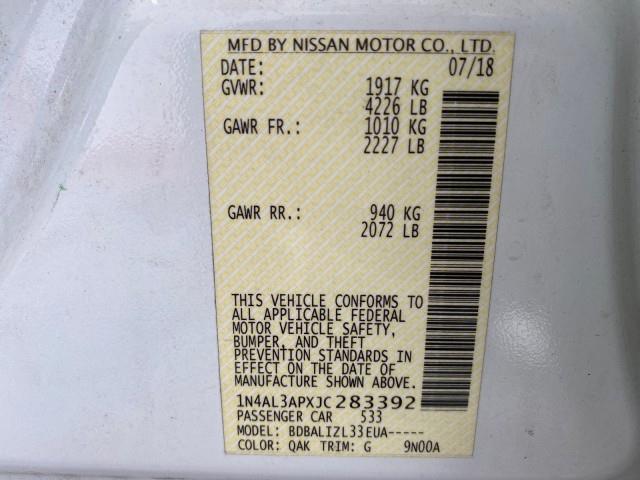 MFD BY NISSAN MOTOR CO., LTD.
DATE: 07/18
GVWR: 1917 KG
4226 LB
GAWR FR.: 1010 KG
2227 LB
GAWR RR.: 940 KG
2072 LB
THIS VEHICLE CONFORMS TO
ALL APPLICABLE FEDERAL
MOTOR VEHICLE SAFETY,
BUMPER, AND THEFT
PREVENTION STANDARDS IN
EFFECT ON THE DATE OF
MANUFACTURE SHOWN ABOVE.
1N4AL3APXJC283392
PASSENGER CAR 533
MODEL: BDBALIZL33EUA-----
COLOR: QAK TRIM: G 9N00A